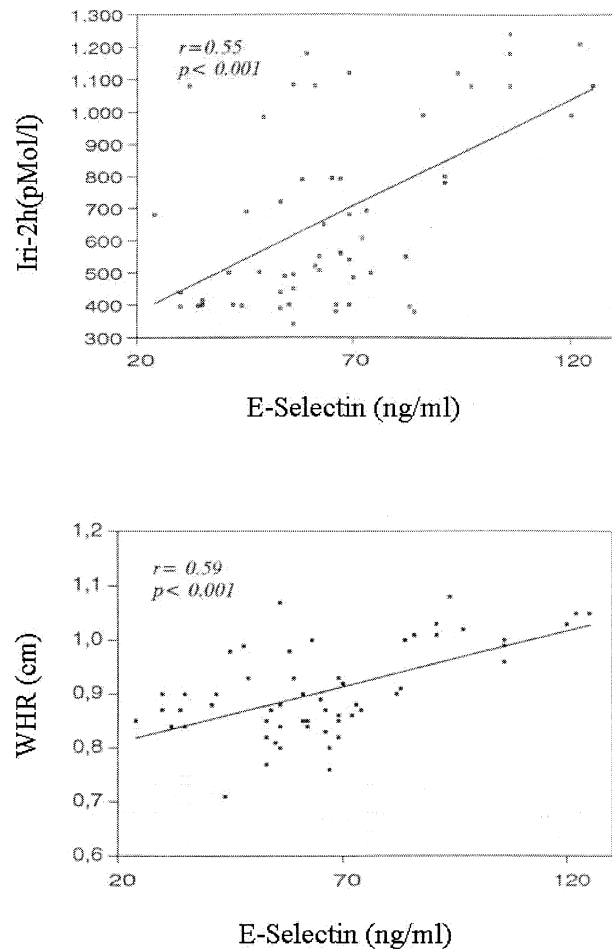 1,300
1,200
1,100
1.000
900
800
700
600
500
400
300
r=0.55
p< 0.001
Iri-2h(pMol/l)
20 70 120
E-Selectin (ng/ml)
1,2
1,1
1,0
0,9
0,8
0,7
0,6
r= 0.59
p< 0.001
WHR (cm)
20 70 120
E-Selectin (ng/ml)